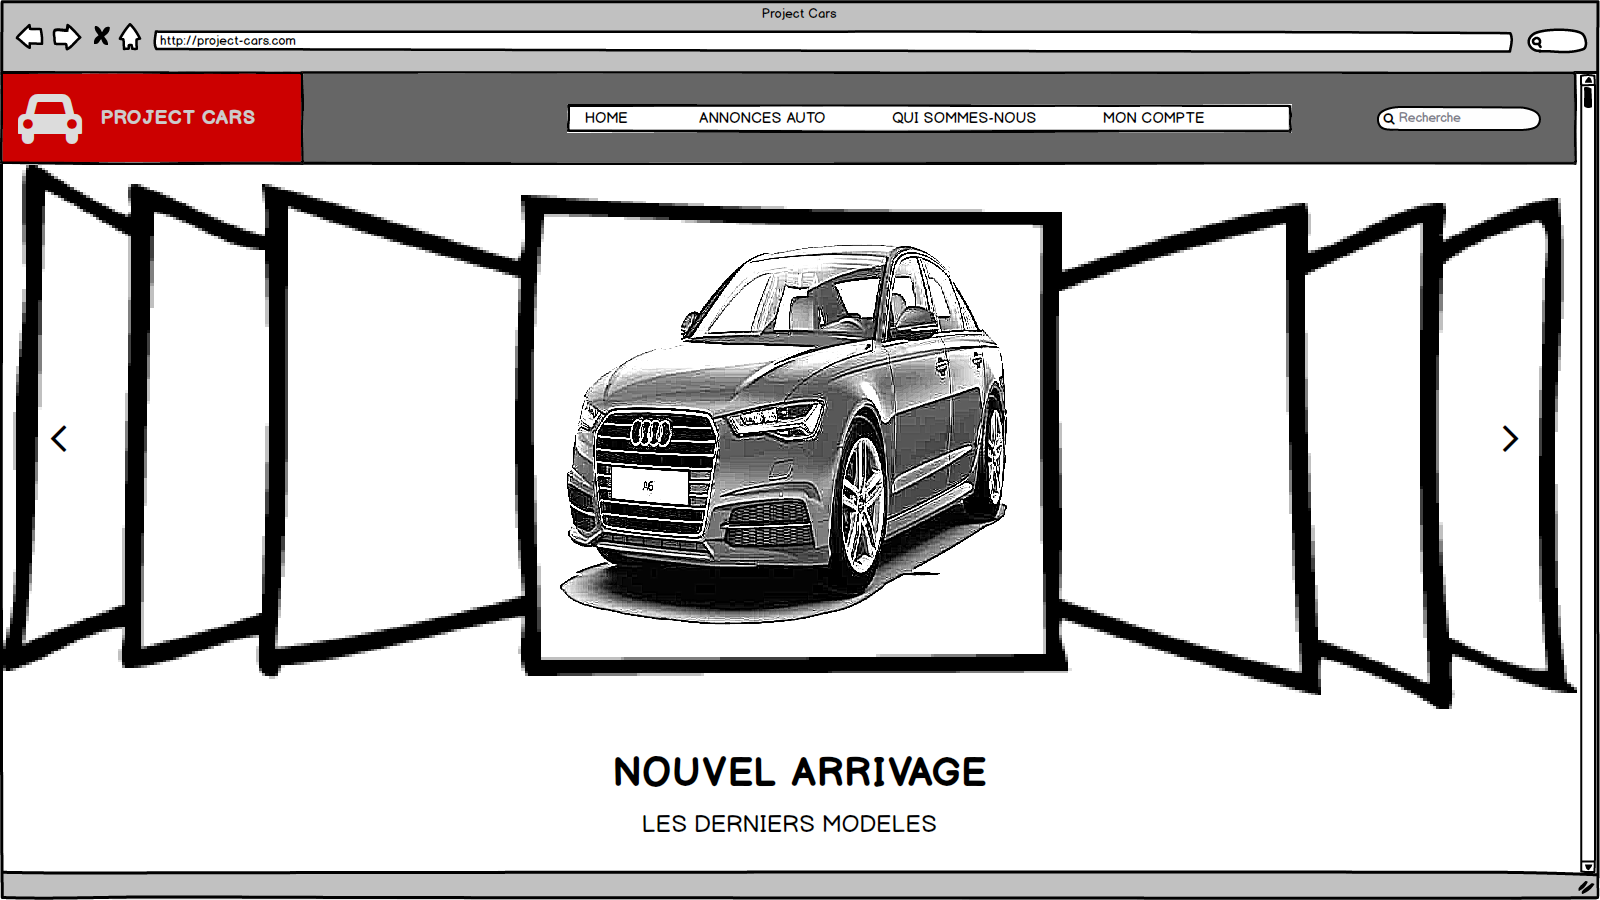 Project Cars
http://project-cars.com
PROJECT CARS
HOME ANNONCES AUTO QUI SOMMES-NOUS MON COMPTE
Recherche
A6
NOUVEL ARRIVAGE
LES DERNIERS MODELES